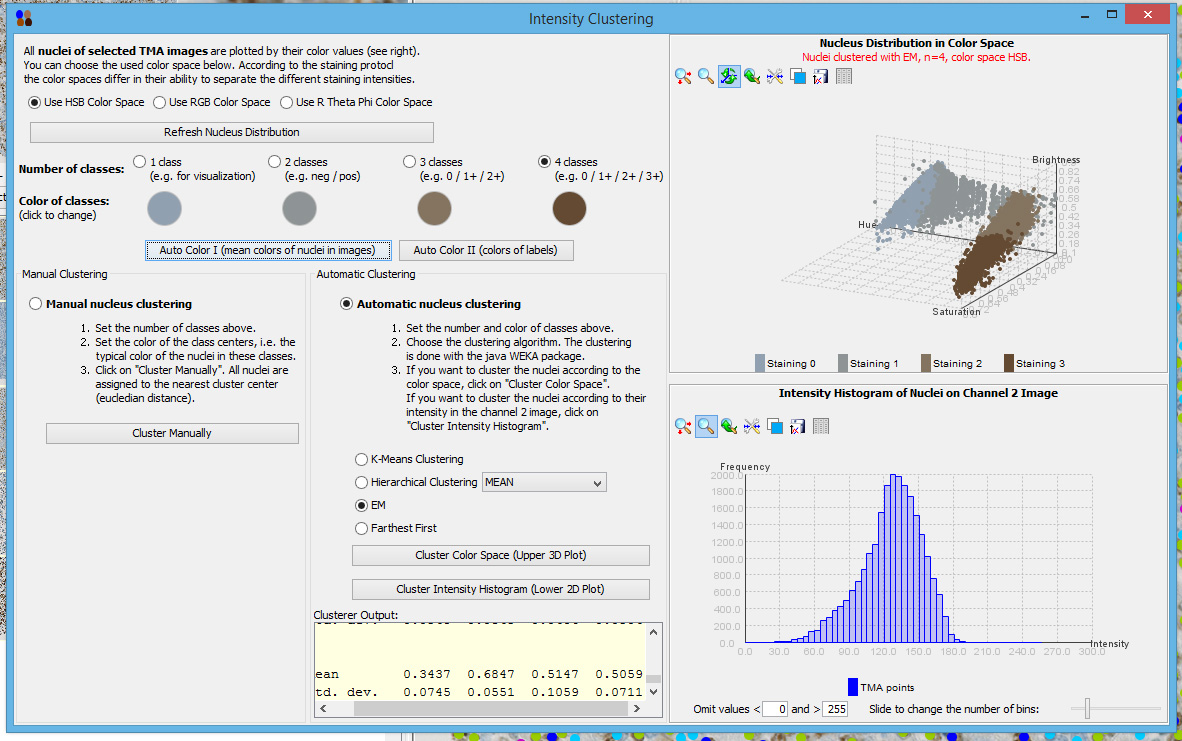 Intensity Clustering
All nuclei of selected TMA images are plotted by their color values (see right).
You can choose the used color space below. According to the staining protocl
the color spaces differ in their ability to separate the different staining intensities.
Use HSB Color Space
Use RGB Color Space
Use R Theta Phi Color Space
Refresh Nucleus Distribution
Number of classes:
1 class
(e.g. for visualization)
2 classes
(e.g. neg / pos)
3 classes
(e.g. 0 / 1+ / 2+)
4 classes
(e.g. 0 / 1+ / 2+ / 3+)
Color of classes:
(click to change)
Auto Color I (mean colors of nuclei in images)
Auto Color II (colors of labels)
Manual Clustering
Manual nucleus clustering
1. Set the number of classes above.
2. Set the color of the class centers, i.e. the
typical color of the nuclei in these classes.
3. Click on "Cluster Manually". All nuclei are
assigned to the nearest cluster center
(eucledian distance).
Cluster Manually
Automatic Clustering
Automatic nucleus clustering
1. Set the number and color of classes above.
2. Choose the clustering algorithm. The clustering
is done with the java WEKA package.
3. If you want to cluster the nuclei according to the
color space, click on "Cluster Color Space".
If you want to cluster the nuclei according to their
intensity in the channel 2 image, click on
"Cluster Intensity Histogram".
K-Means Clustering
Hierarchical Clustering
MEAN
EM
Farthest First
Cluster Color Space (Upper 3D Plot)
Cluster Intensity Histogram (Lower 2D Plot)
Clusterer Output:
ean 0.3437 0.6847 0.5147 0.5059
td. dev. 0.0745 0.0551 0.1059 0.0711
Nucleus Distribution in Color Space
Nuclei clustered with EM, n=4, color space HSB.
Brightness
0.82
0.74
0.66
0.58
0.5
0.42
0.34
0.26
0.18
0.1
Hue
0.08
0.16
0.24
0.32
0.4
0.48
0.56
0.64
Saturation
Staining 0
Staining 1
Staining 2
Staining 3
Intensity Histogram of Nuclei on Channel 2 Image
Frequency
2000.0
1800.0
1600.0
1400.0
1200.0
1000.0
800.0
600.0
400.0
200.0
0.0
Intensity
0.0 30.0 60.0 90.0 120.0 150.0 180.0 210.0 240.0 270.0 300.0
TMA points
Omit values < 0 and > 255
Slide to change the number of bins: